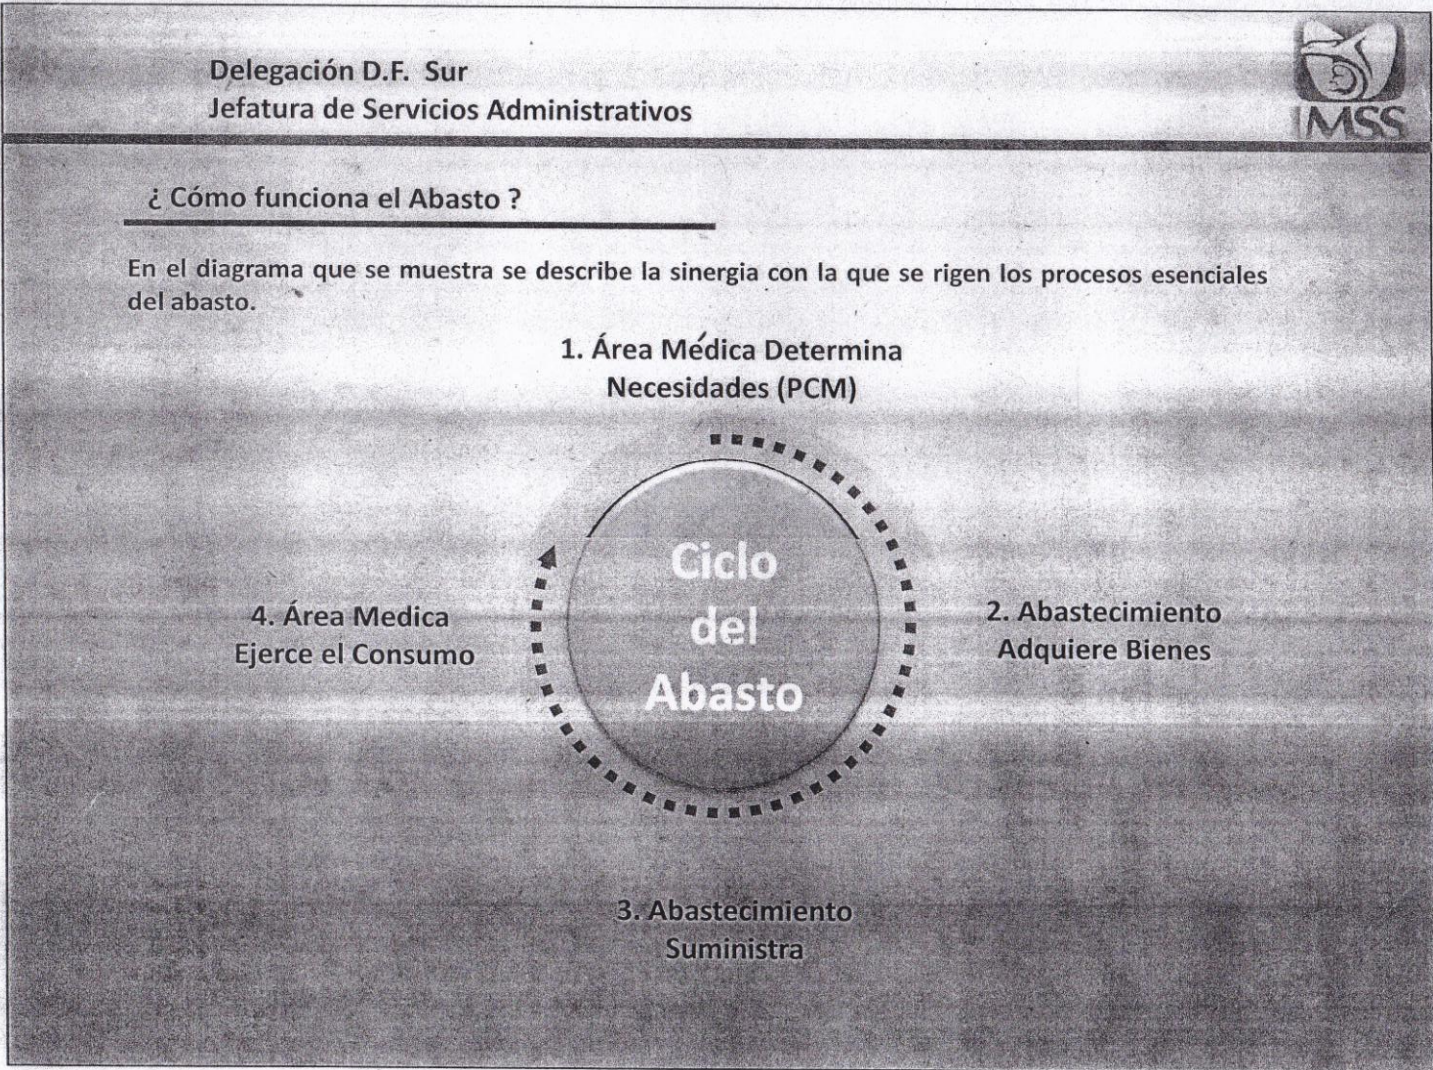 Delegación D.F. Sur
Jefatura de Servicios Administrativos
IMSS
¿ Cómo funciona el Abasto ?
En el diagrama que se muestra se describe la sinergia con la que se rigen los procesos esenciales
del abasto.
1. Área Médica Determina
Necesidades (PCM)
Ciclo
del
Abasto
2. Abastecimiento
Adquiere Bienes
3. Abastecimiento
Suministra
4. Área Medica
Ejerce el Consumo